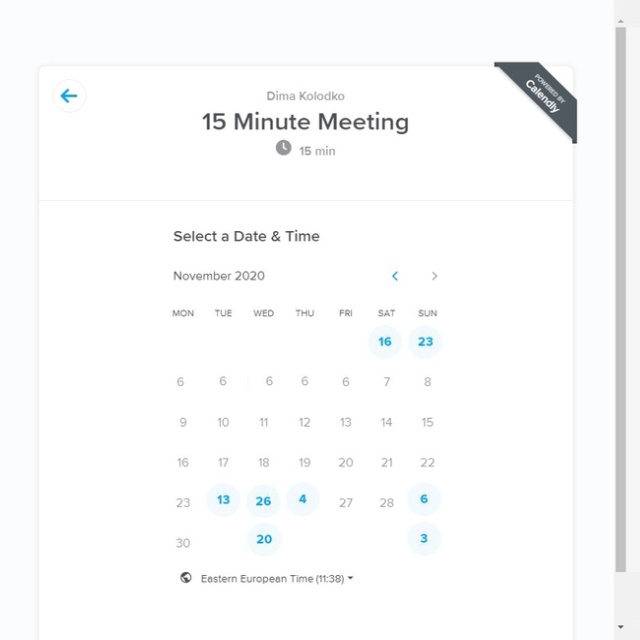 Dima Kolodko
POWERED BY
Calendly
15 Minute Meeting
15 min
Select a Date & Time
November 2020
MON TUE WED THU FRI SAT SUN
16 23
6 6 6 6 6 7 8
9 10 11 12 13 14 15
16 17 18 19 20 21 22
23 13 26 4 27 28 6
30 20 3
Eastern European Time (11:38)